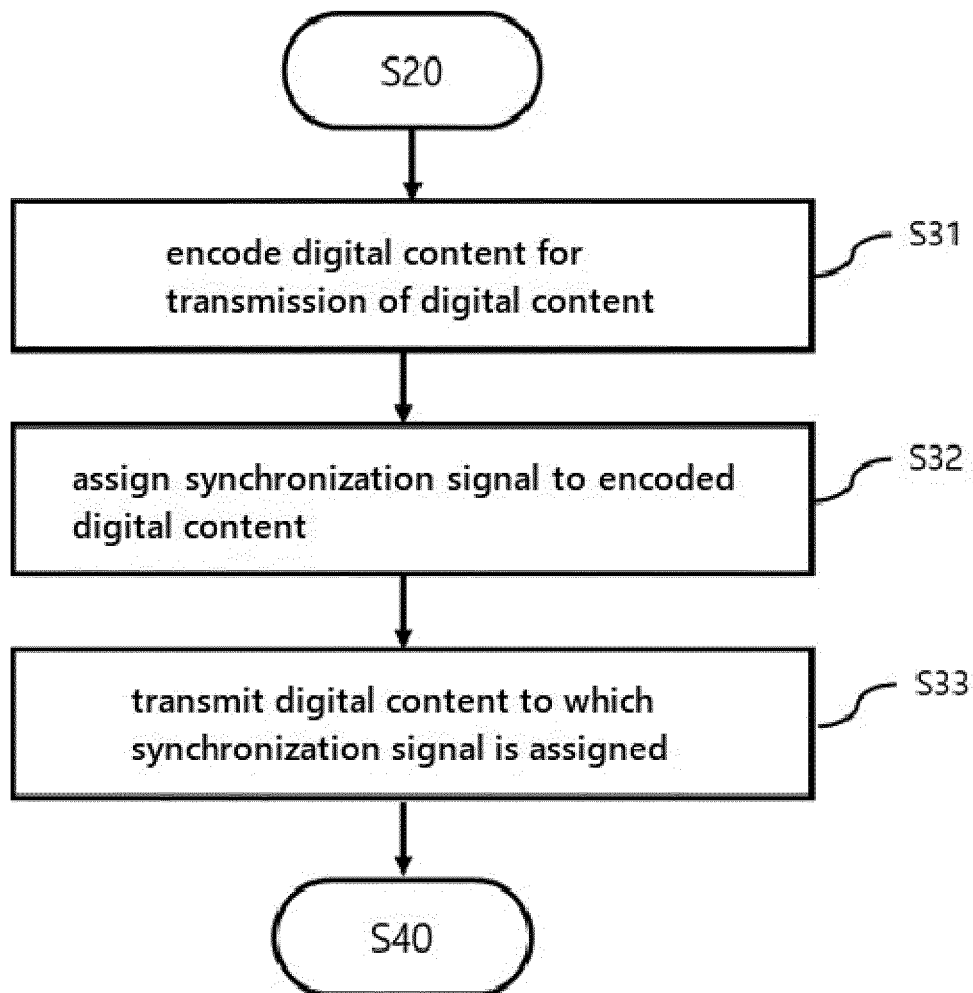 S20
encode digital content for
transmission of digital content
S31
assign synchronization signal to encoded
digital content
S32
transmit digital content to which
synchronization signal is assigned
S33
S40